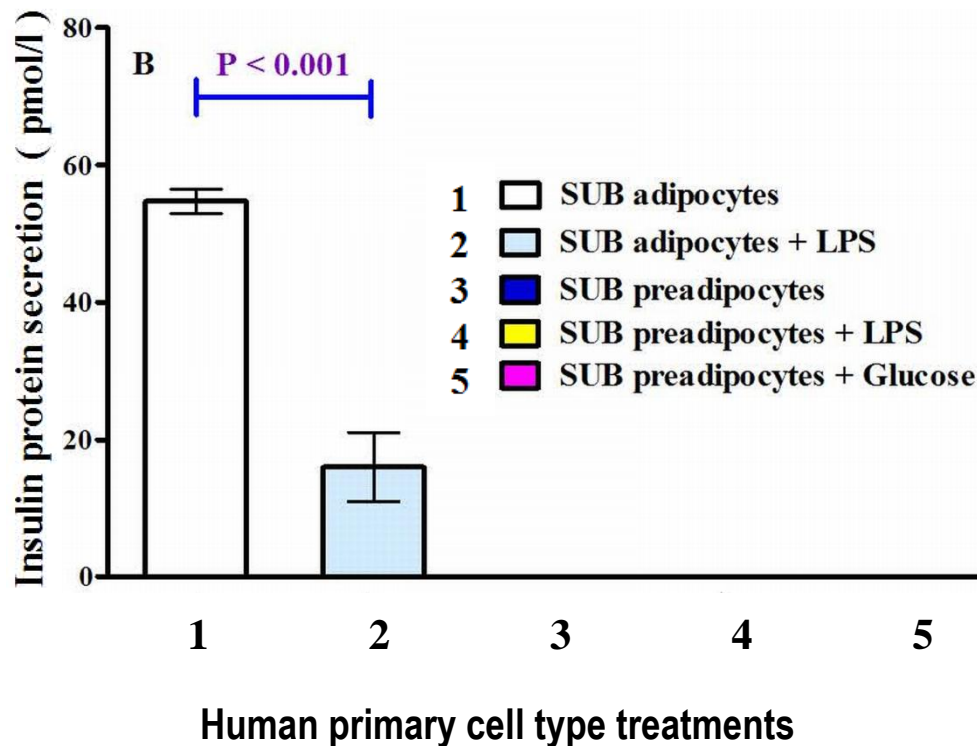 Insulin protein secretion ( pmol/l )
80
60
40
20
0
B
P < 0.001
1 SUB adipocytes
2 SUB adipocytes + LPS
3 SUB preadipocytes
4 SUB preadipocytes + LPS
5 SUB preadipocytes + Glucose
1 2 3 4 5
Human primary cell type treatments